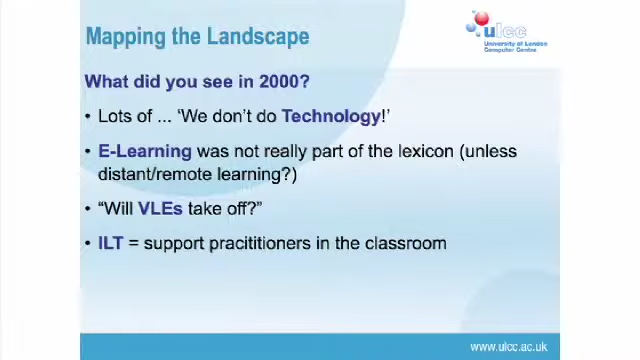 Mapping the Landscape
ulcc
University of London
Computer Centre
What did you see in 2000?
• Lots of ... ‘We don’t do Technology!’
• E-Learning was not really part of the lexicon (unless
distant/remote learning?)
• “Will VLEs take off?”
• ILT = support pracititioners in the classroom
www.ulcc.ac.uk